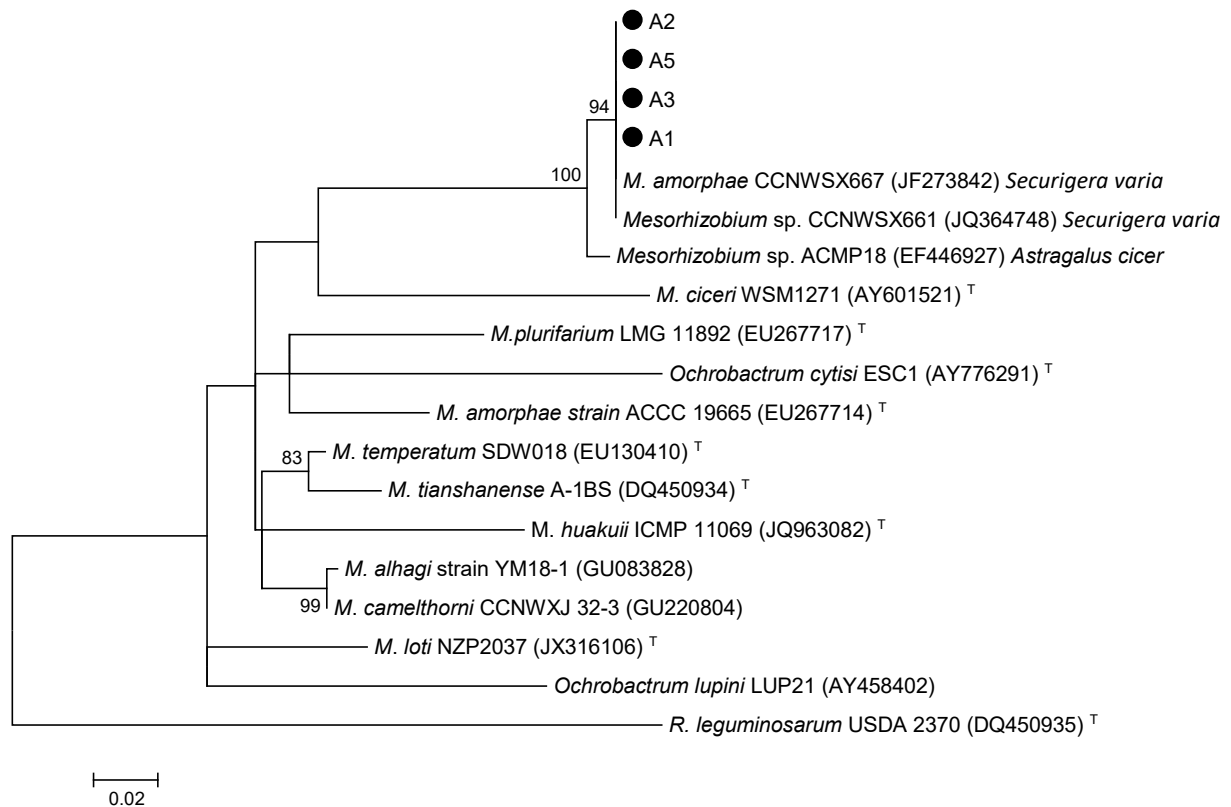 A2
A5
A3
94
A1
100
M. amorphae CCNWSX667 (JF273842) Securigera varia
Mesorhizobium sp. CCNWSX661 (JQ364748) Securigera varia
Mesorhizobium sp. ACMP18 (EF446927) Astragalus cicer
M. ciceri WSM1271 (AY601521) T
M.plurifarium LMG 11892 (EU267717) T
Ochrobactrum cytisi ESC1 (AY776291) T
M. amorphae strain ACCC 19665 (EU267714) T
83
M. temperatum SDW018 (EU130410) T
M. tianshanense A-1BS (DQ450934) T
M. huakuii ICMP 11069 (JQ963082) T
M. alhagi strain YM18-1 (GU083828)
99
M. camelthorni CCNWXJ 32-3 (GU220804)
M. loti NZP2037 (JX316106) T
Ochrobactrum lupini LUP21 (AY458402)
R. leguminosarum USDA 2370 (DQ450935) T
0.02